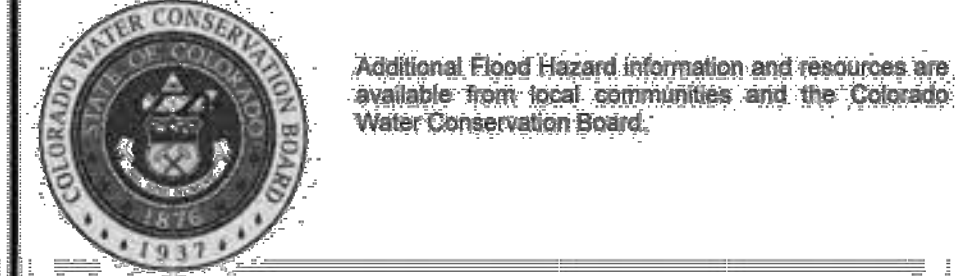 COLORADO WATER CONSERVATION BOARD
STATE OF COLORADO
1876
1937
Additional Flood Hazard information and resources are
available from local communities and the Colorado
Water Conservation Board.